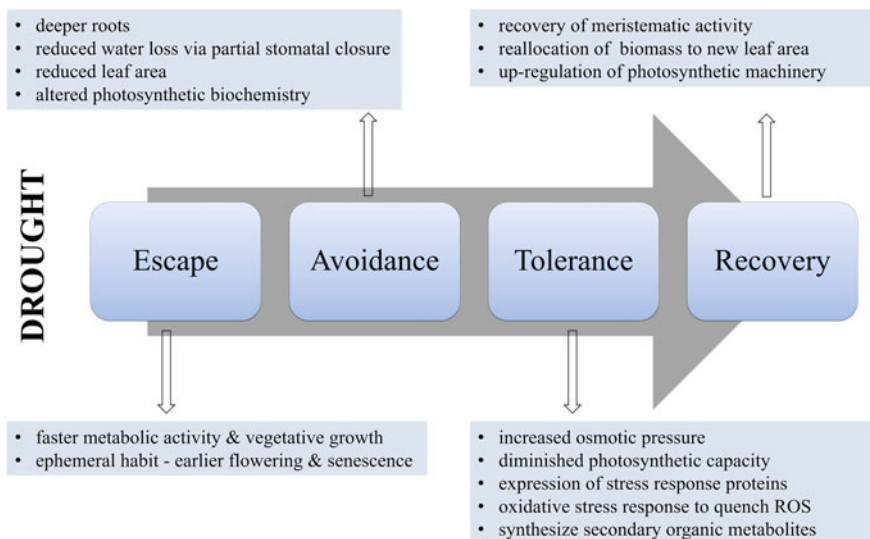 • deeper roots
• reduced water loss via partial stomatal closure
• reduced leaf area
• altered photosynthetic biochemistry
• recovery of meristematic activity
• reallocation of biomass to new leaf area
• up-regulation of photosynthetic machinery
DROUGHT
Escape
Avoidance
Tolerance
Recovery
• faster metabolic activity & vegetative growth
• ephemeral habit - earlier flowering & senescence
• increased osmotic pressure
• diminished photosynthetic capacity
• expression of stress response proteins
• oxidative stress response to quench ROS
• synthesize secondary organic metabolites